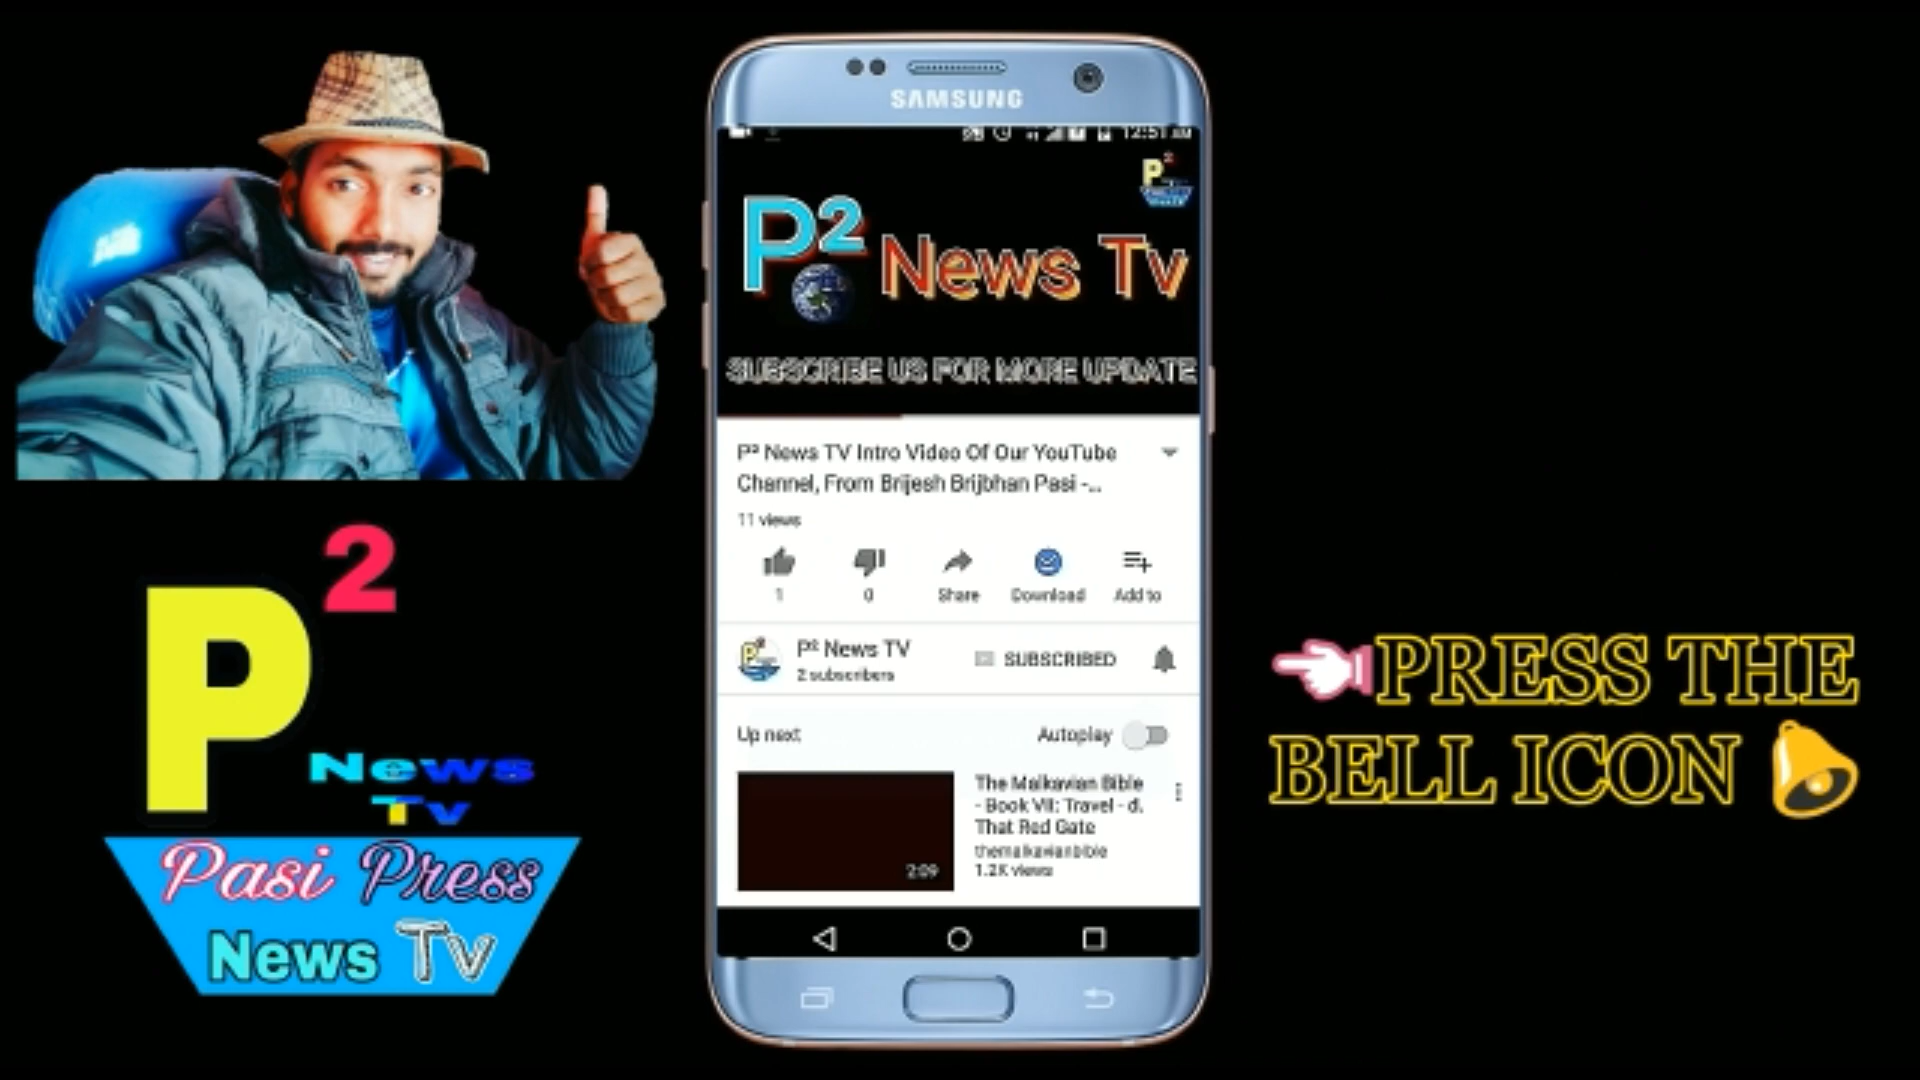 SAMSUNG
12:51 AM
P² News Tv
SUBSCRIBE US FOR MORE UPDATE
P² News TV Intro Video Of Our YouTube
Channel, From Brijesh Brijbhan Pasi -...
11 views
1
0
Share
Download
Add to
P² News TV
2 subscribers
SUBSCRIBED
Up next
Autoplay
The Malkavian Bible
- Book VII: Travel - d.
That Red Gate
themalkavianbible
1.2K views
2:09
P² News
Tv
Pasi Press
News Tv
PRESS THE
BELL ICON